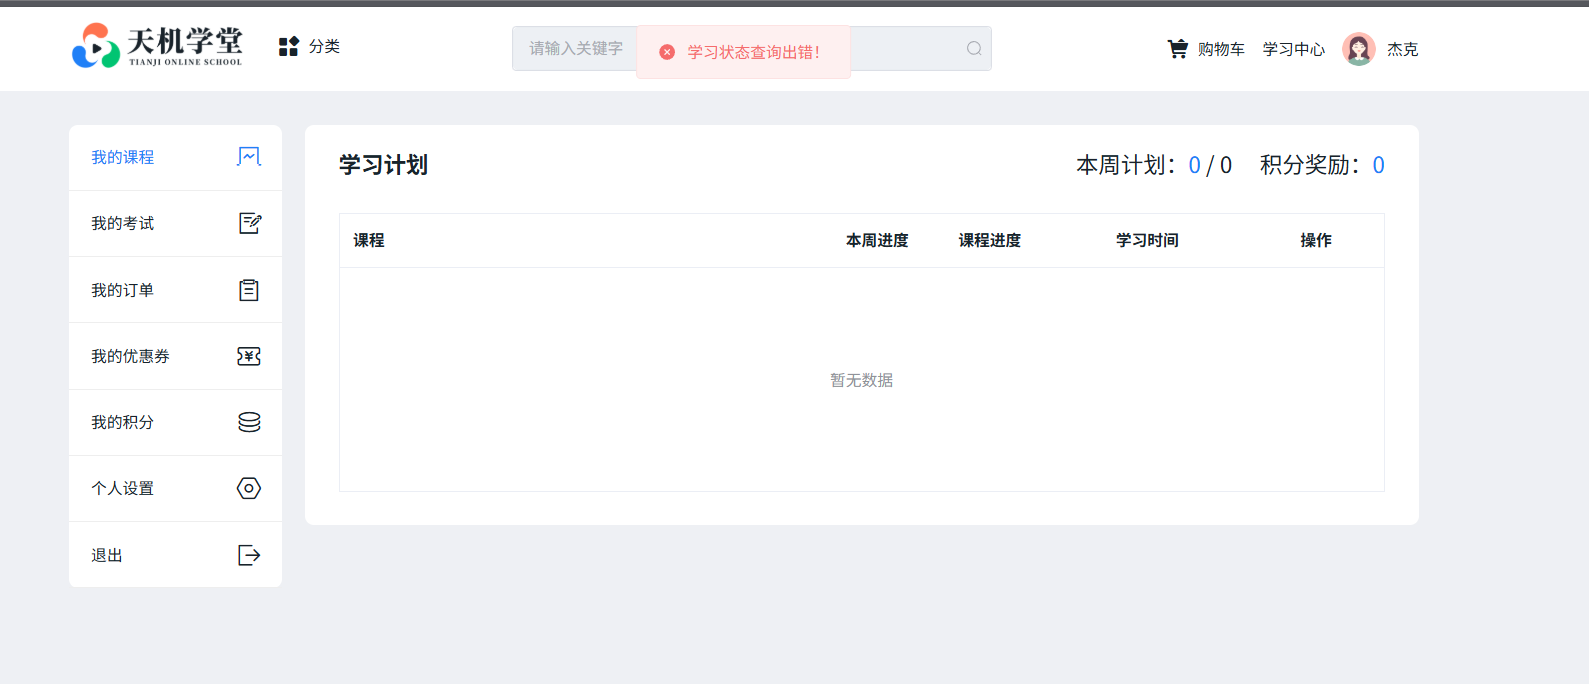 天机学堂
TIANJI ONLINE SCHOOL
分类
请输入关键字
学习状态查询出错！
购物车
学习中心
杰克
我的课程
我的考试
我的订单
我的优惠券
我的积分
个人设置
退出
学习计划
本周计划：0 / 0 积分奖励：0
课程 本周进度 课程进度 学习时间 操作
暂无数据